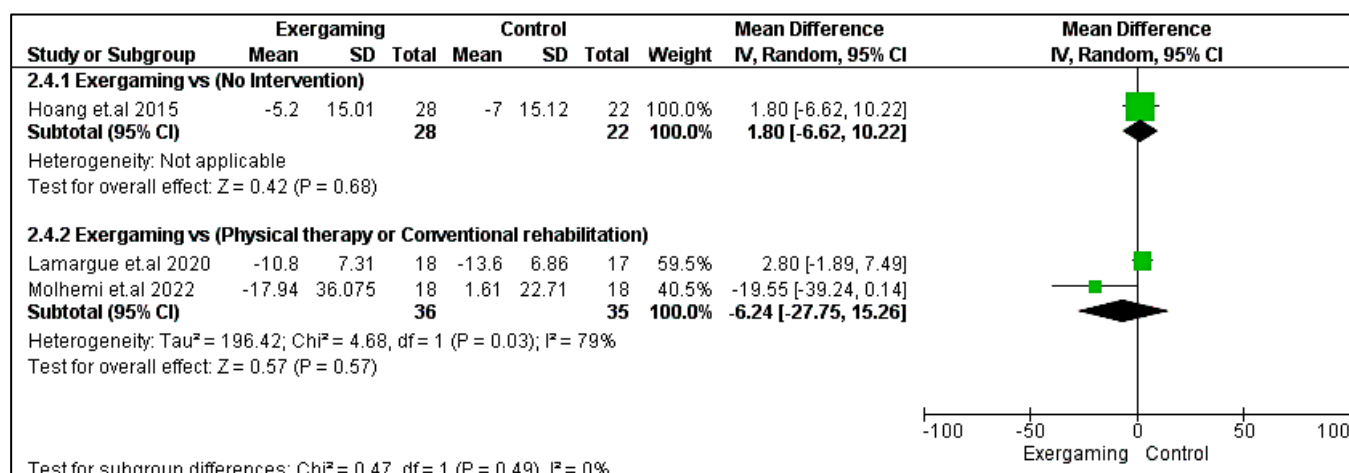 Exergaming Control Mean Difference Mean Difference
Study or Subgroup Mean SD Total Mean SD Total Weight IV, Random, 95% CI IV, Random, 95% CI
2.4.1 Exergaming vs (No Intervention)
Hoang et.al 2015 -5.2 15.01 28 -7 15.12 22 100.0% 1.80 [-6.62, 10.22]
Subtotal (95% CI) 28 22 100.0% 1.80 [-6.62, 10.22]
Heterogeneity: Not applicable
Test for overall effect: Z = 0.42 (P = 0.68)
2.4.2 Exergaming vs (Physical therapy or Conventional rehabilitation)
Lamargue et.al 2020 -10.8 7.31 18 -13.6 6.86 17 59.5% 2.80 [-1.89, 7.49]
Molhemi et.al 2022 -17.94 36.075 18 1.61 22.71 18 40.5% -19.55 [-39.24, 0.14]
Subtotal (95% CI) 36 35 100.0% -6.24 [-27.75, 15.26]
Heterogeneity: Tau² = 196.42; Chi² = 4.68, df = 1 (P = 0.03); I² = 79%
Test for overall effect: Z = 0.57 (P = 0.57)
-100 -50 0 50 100
Exergaming Control
Test for subgroup differences: Chi² = 0.47, df = 1 (P = 0.49), I² = 0%